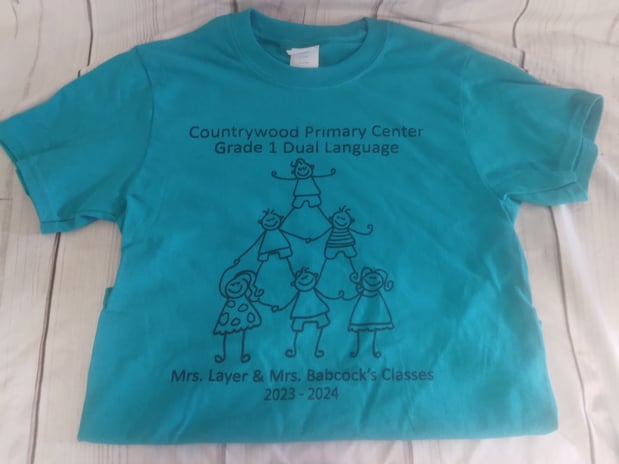 Countrywood Primary Center
Grade 1 Dual Language
Mrs. Layer & Mrs. Babcock's Classes
2023 - 2024